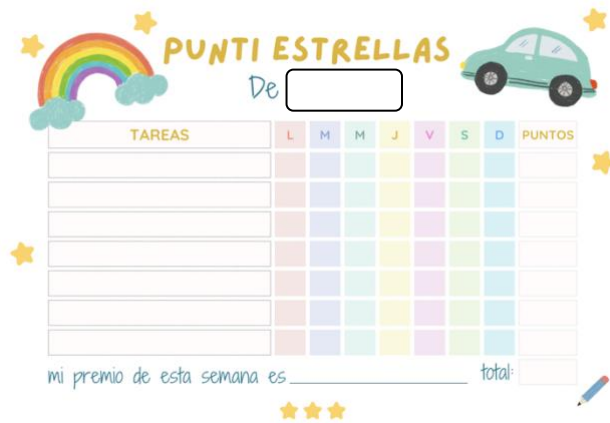 PUNTI ESTRELLAS
De
TAREAS L M M J V S D PUNTOS
mi premio de esta semana es total: